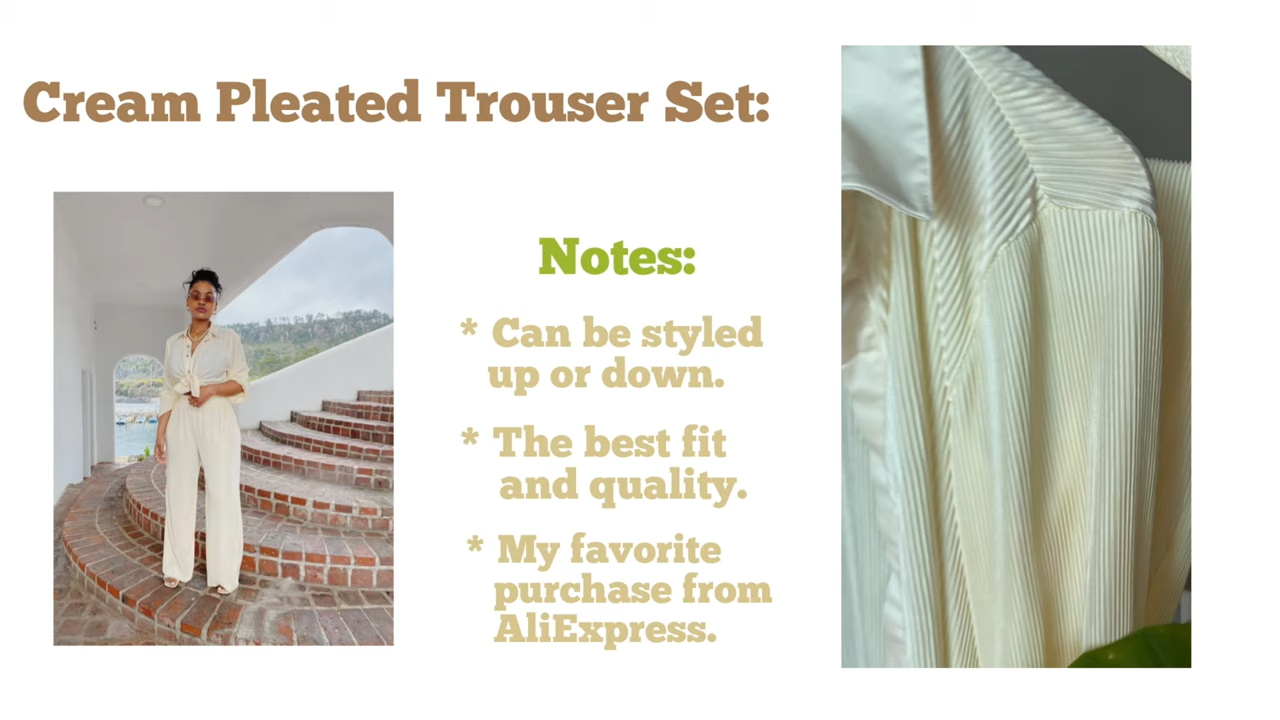 Cream Pleated Trouser Set:
Notes:
* Can be styled
up or down.
* The best fit
and quality.
* My favorite
purchase from
AliExpress.